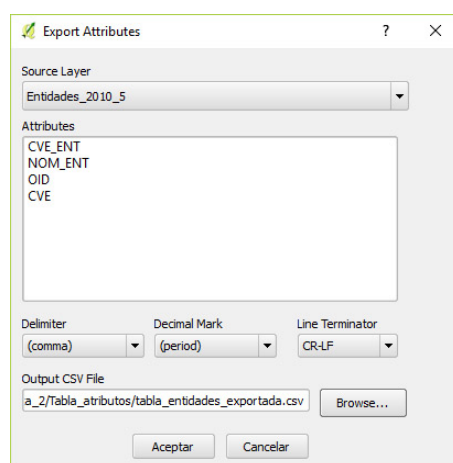 Export Attributes ?
Source Layer
Entidades_2010_5
Attributes
CVE_ENT
NOM_ENT
OID
CVE
Delimiter Decimal Mark Line Terminator
(comma) (period) CR-LF
Output CSV File
a_2/Tabla_atributos/tabla_entidades_exportada.csv Browse...
Aceptar Cancelar